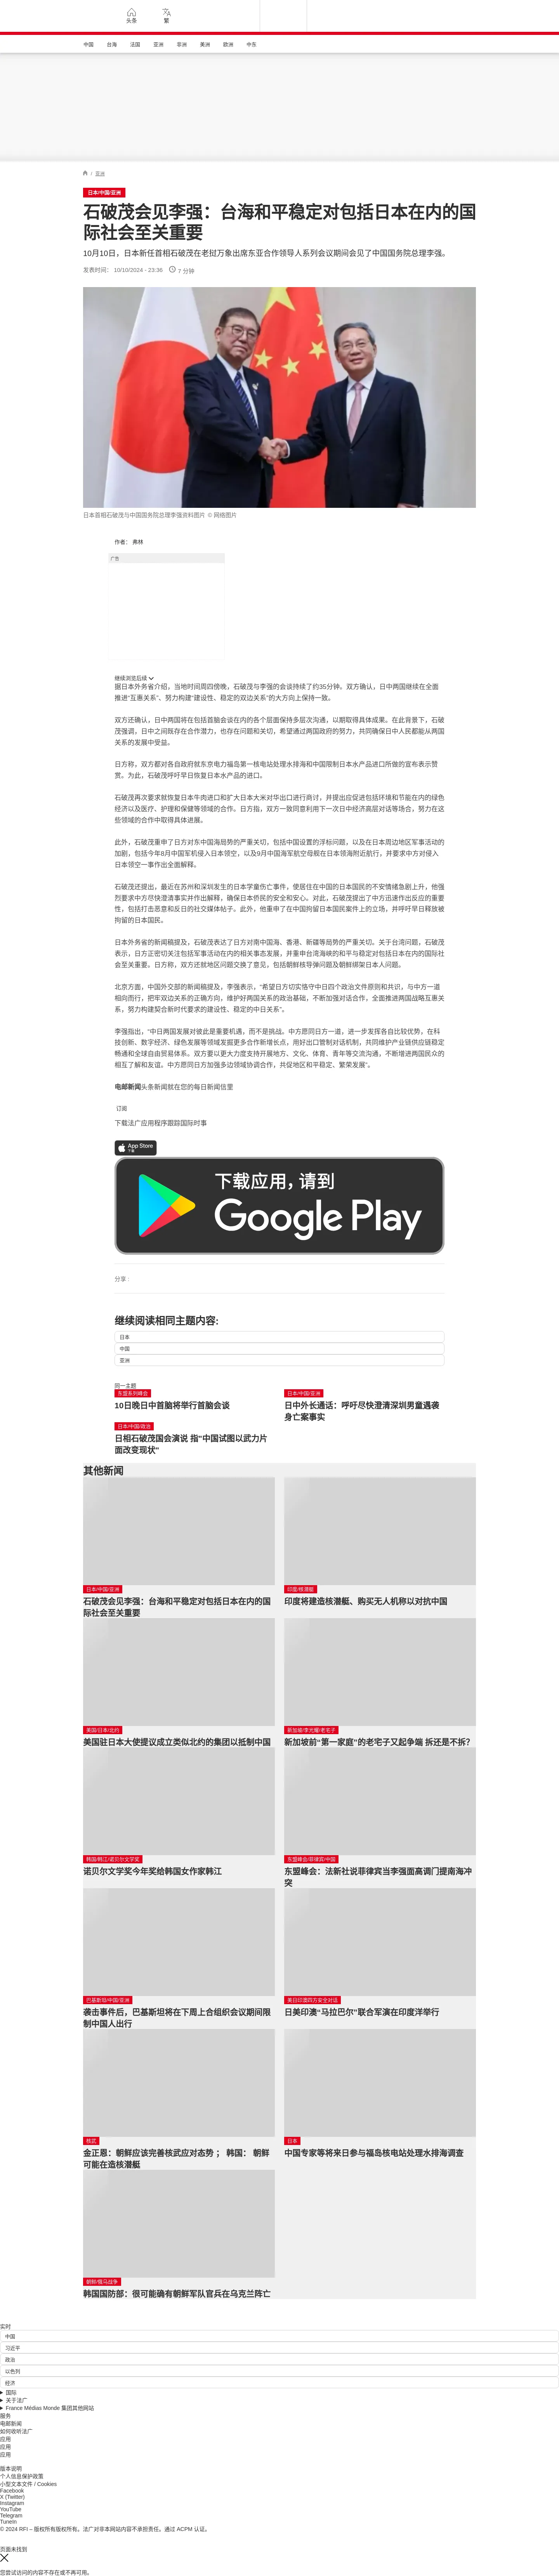 头条
繁
中国
台海
法国
亚洲
非洲
美洲
欧洲
中东
/ 亚洲
日本/中国/亚洲
石破茂会见李强：台海和平稳定对包括日本在内的国
际社会至关重要
10月10日，日本新任首相石破茂在老挝万象出席东亚合作领导人系列会议期间会见了中国国务院总理李强。
发表时间： 10/10/2024 - 23:36 7 分钟
日本首相石破茂与中国国务院总理李强资料图片 © 网络图片
作者： 弗林
广告
继续浏览后续
据日本外务省介绍，当地时间周四傍晚，石破茂与李强的会谈持续了约35分钟。双方确认，日中两国继续在全面
推进“互惠关系”、努力构建“建设性、稳定的双边关系”的大方向上保持一致。
双方还确认，日中两国将在包括首脑会谈在内的各个层面保持多层次沟通，以期取得具体成果。在此背景下，石破
茂强调，日中之间既存在合作潜力，也存在问题和关切，希望通过两国政府的努力，共同确保日中人民都能从两国
关系的发展中受益。
日方称，双方都对各自政府就东京电力福岛第一核电站处理水排海和中国限制日本水产品进口所做的宣布表示赞
赏。为此，石破茂呼吁早日恢复日本水产品的进口。
石破茂再次要求就恢复日本牛肉进口和扩大日本大米对华出口进行商讨，并提出应促进包括环境和节能在内的绿色
经济以及医疗、护理和保健等领域的合作。日方指，双方一致同意利用下一次日中经济高层对话等场合，努力在这
些领域的合作中取得具体进展。
此外，石破茂重申了日方对东中国海局势的严重关切，包括中国设置的浮标问题，以及在日本周边地区军事活动的
加剧，包括今年8月中国军机侵入日本领空，以及9月中国海军航空母舰在日本领海附近航行，并要求中方对侵入
日本领空一事作出全面解释。
石破茂还提出，最近在苏州和深圳发生的日本学童伤亡事件，使居住在中国的日本国民的不安情绪急剧上升，他强
烈要求中方尽快澄清事实并作出解释，确保日本侨民的安全和安心。对此，石破茂提出了中方迅速作出反应的重要
性，包括打击恶意和反日的社交媒体帖子。此外，他重申了在中国拘留日本国民案件上的立场，并呼吁早日释放被
拘留的日本国民。
日本外务省的新闻稿提及，石破茂表达了日方对南中国海、香港、新疆等局势的严重关切。关于台湾问题，石破茂
表示，日方正密切关注包括军事活动在内的相关事态发展，并重申台湾海峡的和平与稳定对包括日本在内的国际社
会至关重要。日方称，双方还就地区问题交换了意见，包括朝鲜核导弹问题及朝鲜绑架日本人问题。
北京方面，中国外交部的新闻稿提及，李强表示，“希望日方切实恪守中日四个政治文件原则和共识，与中方一道
相向而行，把牢双边关系的正确方向，维护好两国关系的政治基础，不断加强对话合作，全面推进两国战略互惠关
系，努力构建契合新时代要求的建设性、稳定的中日关系”。
李强指出，“中日两国发展对彼此是重要机遇，而不是挑战。中方愿同日方一道，进一步发挥各自比较优势，在科
技创新、数字经济、绿色发展等领域发掘更多合作新增长点，用好出口管制对话机制，共同维护产业链供应链稳定
畅通和全球自由贸易体系。双方要以更大力度支持开展地方、文化、体育、青年等交流沟通，不断增进两国民众的
相互了解和友谊。中方愿同日方加强多边领域协调合作，共促地区和平稳定、繁荣发展”。
电邮新闻头条新闻就在您的每日新闻信里
订阅
下载法广应用程序跟踪国际时事
App Store
下载
下载应用，请到
Google Play
分享 :
继续阅读相同主题内容:
日本
中国
亚洲
同一主题
东盟系列峰会
10日晚日中首脑将举行首脑会谈
日本/中国/亚洲
日中外长通话：呼吁尽快澄清深圳男童遇袭
身亡案事实
日本/中国/政治
日相石破茂国会演说 指"中国试图以武力片
面改变现状"
其他新闻
日本/中国/亚洲
石破茂会见李强：台海和平稳定对包括日本在内的国
际社会至关重要
印度/核潜艇
印度将建造核潜艇、购买无人机称以对抗中国
美国/日本/北约
美国驻日本大使提议成立类似北约的集团以抵制中国
新加坡/李光耀/老宅子
新加坡前“第一家庭”的老宅子又起争端 拆还是不拆？
韩国/韩江/诺贝尔文学奖
诺贝尔文学奖今年奖给韩国女作家韩江
东盟峰会/菲律宾/中国
东盟峰会：法新社说菲律宾当李强面高调门提南海冲
突
巴基斯坦/中国/亚洲
袭击事件后，巴基斯坦将在下周上合组织会议期间限
制中国人出行
美日印澳四方安全对话
日美印澳“马拉巴尔”联合军演在印度洋举行
核武
金正恩：朝鲜应该完善核武应对态势 ； 韩国： 朝鲜
可能在造核潜艇
日本
中国专家等将来日参与福岛核电站处理水排海调查
朝鲜/俄乌战争
韩国国防部：很可能确有朝鲜军队官兵在乌克兰阵亡
实时
中国
习近平
政治
以色列
经济
国际
关于法广
France Médias Monde 集团其他网站
服务
电邮新闻
如何收听法广
应用
应用
应用
版本说明
个人信息保护政策
小型文本文件 / Cookies
Facebook
X (Twitter)
Instagram
YouTube
Telegram
TuneIn
© 2024 RFI – 版权所有版权所有。法广对非本网站内容不承担责任。通过 ACPM 认证。
页面未找到
您尝试访问的内容不存在或不再可用。